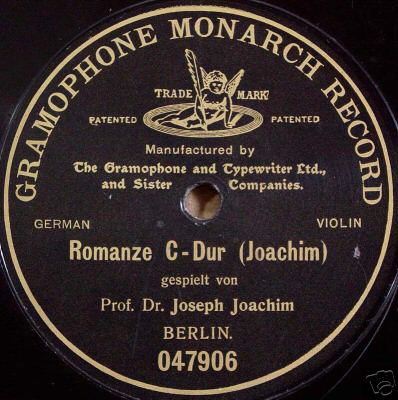 GRAMOPHONE MONARCH RECORD
TRADE MARK
PATENTED PATENTED
Manufactured by
The Gramophone and Typewriter Ltd.,
and Sister Companies.
GERMAN VIOLIN
Romanze C-Dur (Joachim)
gespielt von
Prof. Dr. Joseph Joachim
BERLIN.
047906